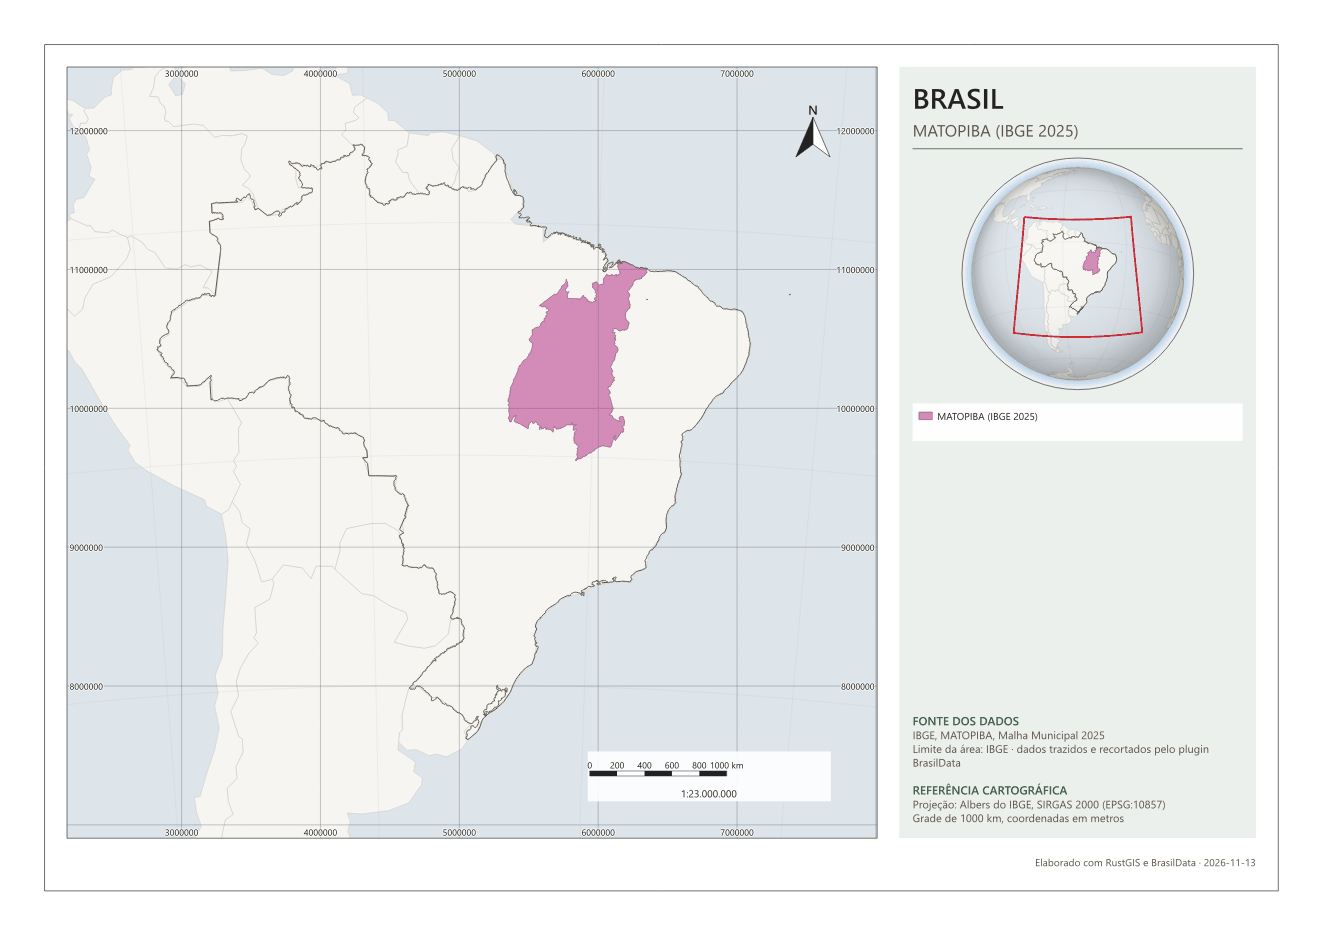 3000000 4000000 5000000 6000000 7000000
N
12000000 12000000
11000000 11000000
10000000 10000000
9000000 9000000
8000000 8000000
0 200 400 600 800 1000 km
1:23.000.000
3000000 4000000 5000000 6000000 7000000
BRASIL
MATOPIBA (IBGE 2025)
MATOPIBA (IBGE 2025)
FONTE DOS DADOS
IBGE, MATOPIBA, Malha Municipal 2025
Limite da área: IBGE · dados trazidos e recortados pelo plugin
BrasilData
REFERÊNCIA CARTOGRÁFICA
Projeção: Albers do IBGE, SIRGAS 2000 (EPSG:10857)
Grade de 1000 km, coordenadas em metros
Elaborado com RustGIS e BrasilData · 2026-11-13